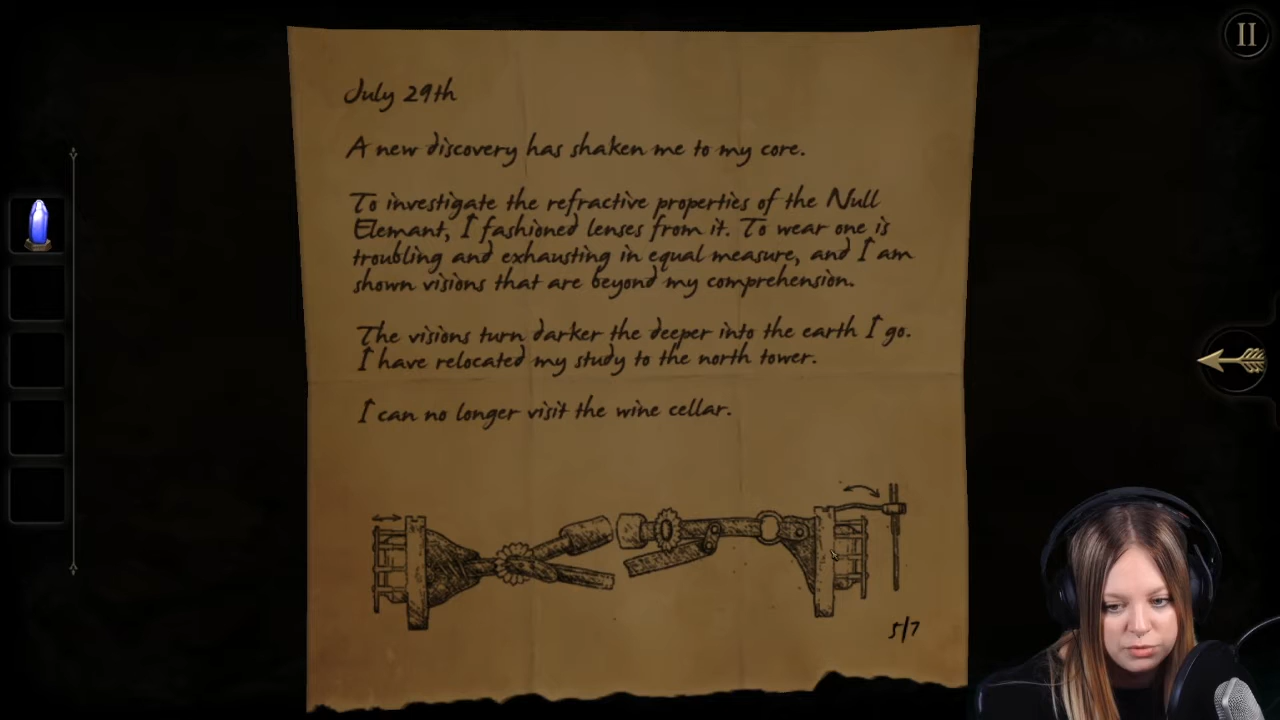 July 29th
A new discovery has shaken me to my core.
To investigate the refractive properties of the Null
Elemant, I fashioned lenses from it. To wear one is
troubling and exhausting in equal measure, and I am
shown visions that are beyond my comprehension.
The visions turn darker the deeper into the earth I go.
I have relocated my study to the north tower.
I can no longer visit the wine cellar.
5/7